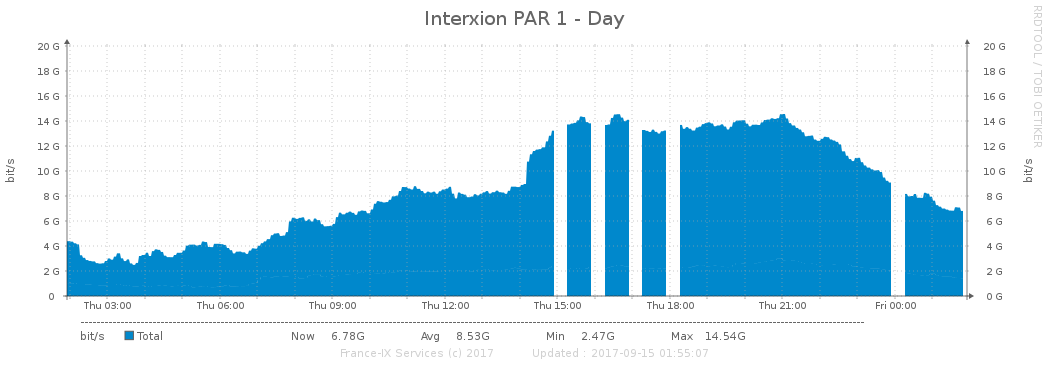 Interxion PAR 1 - Day
RRDTOOL / TOBI OETIKER
bit/s
20 G 20 G
18 G 18 G
16 G 16 G
14 G 14 G
12 G 12 G
10 G 10 G
8 G 8 G
6 G 6 G
4 G 4 G
2 G 2 G
0 0 G
bit/s
Thu 03:00 Thu 06:00 Thu 09:00 Thu 12:00 Thu 15:00 Thu 18:00 Thu 21:00 Fri 00:00
bit/s Total Now 6.78G Avg 8.53G Min 2.47G Max 14.54G
France-IX Services (c) 2017 Updated : 2017-09-15 01:55:07